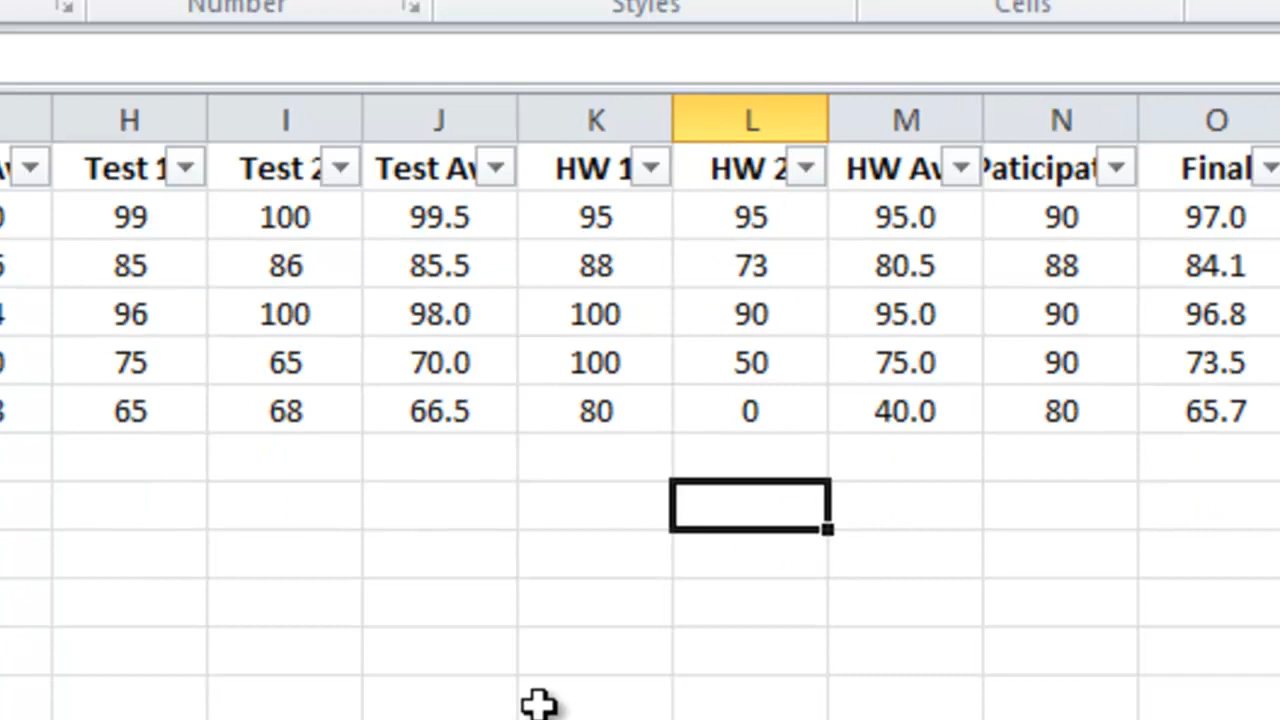 Number Styles Cells
H I J K L M N O
Test 1 Test 2 Test Av HW 1 HW 2 HW Av Paticipat Final
99 100 99.5 95 95 95.0 90 97.0
85 86 85.5 88 73 80.5 88 84.1
96 100 98.0 100 90 95.0 90 96.8
75 65 70.0 100 50 75.0 90 73.5
65 68 66.5 80 0 40.0 80 65.7